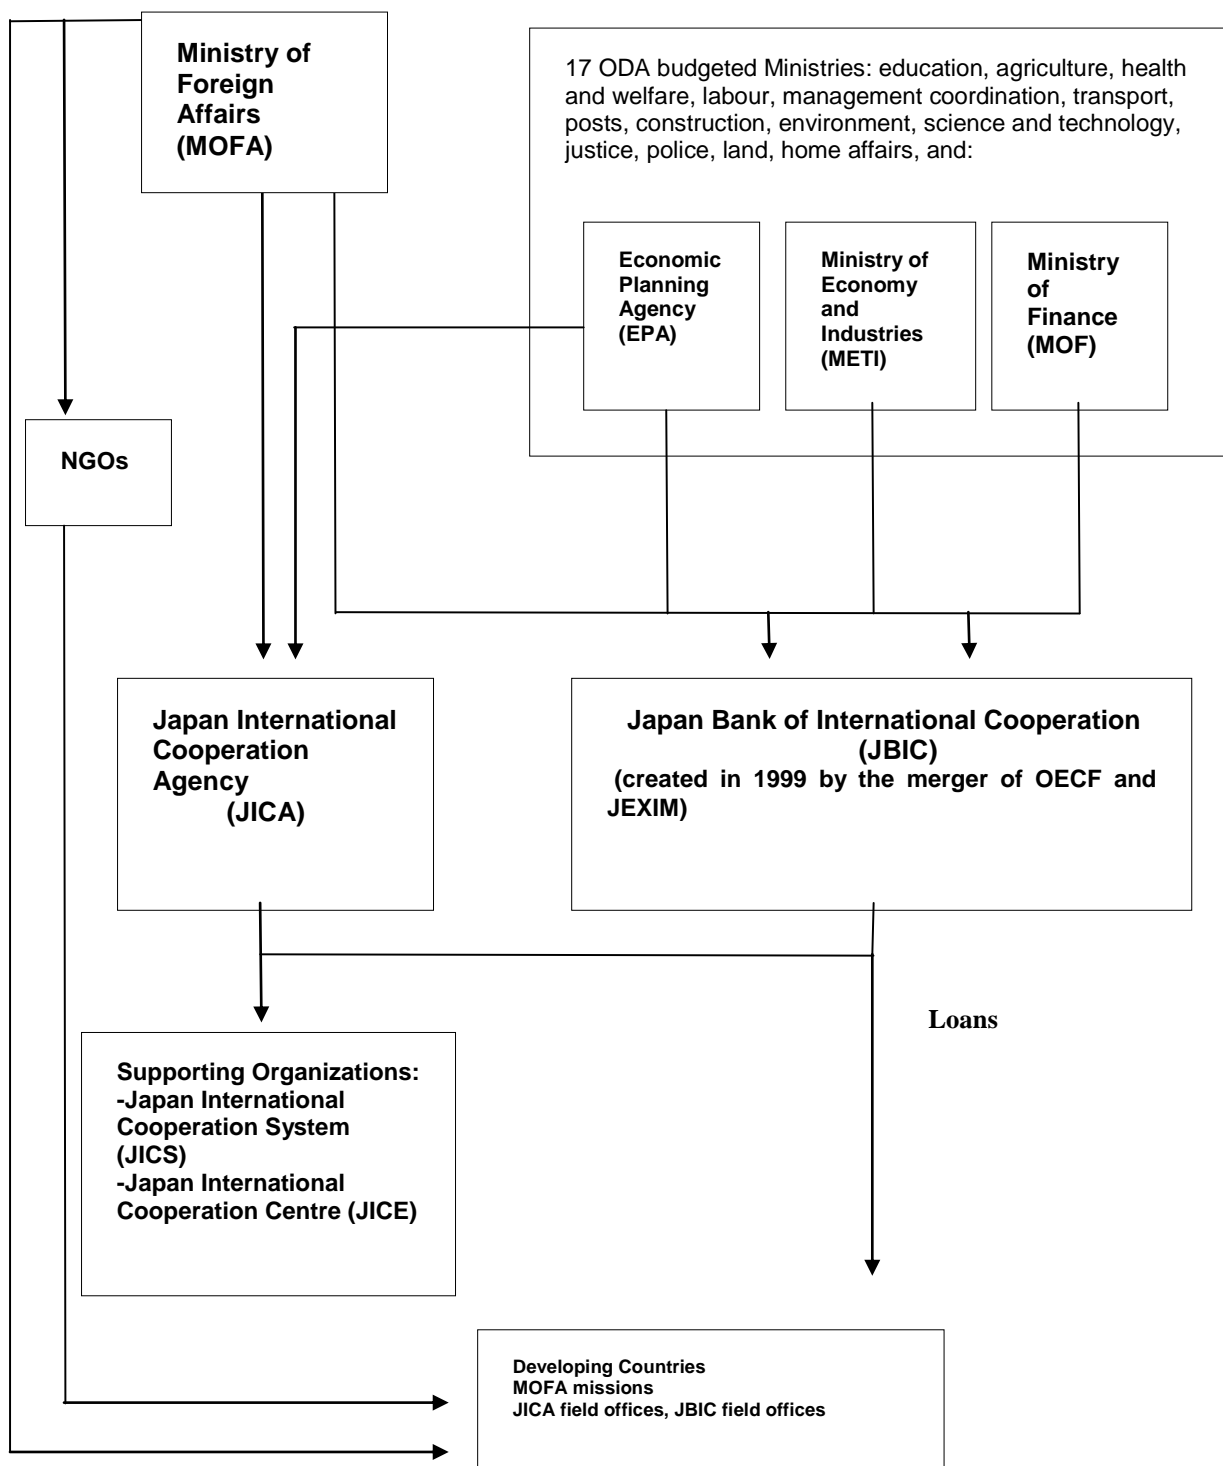 Ministry of
Foreign
Affairs
(MOFA)
17 ODA budgeted Ministries: education, agriculture, health
and welfare, labour, management coordination, transport,
posts, construction, environment, science and technology,
justice, police, land, home affairs, and:
Economic
Planning
Agency
(EPA)
Ministry of
Economy
and
Industries
(METI)
Ministry
of
Finance
(MOF)
NGOs
Japan International
Cooperation
Agency
(JICA)
Japan Bank of International Cooperation
(JBIC)
(created in 1999 by the merger of OECF and
JEXIM)
Loans
Supporting Organizations:
-Japan International
Cooperation System
(JICS)
-Japan International
Cooperation Centre (JICE)
Developing Countries
MOFA missions
JICA field offices, JBIC field offices